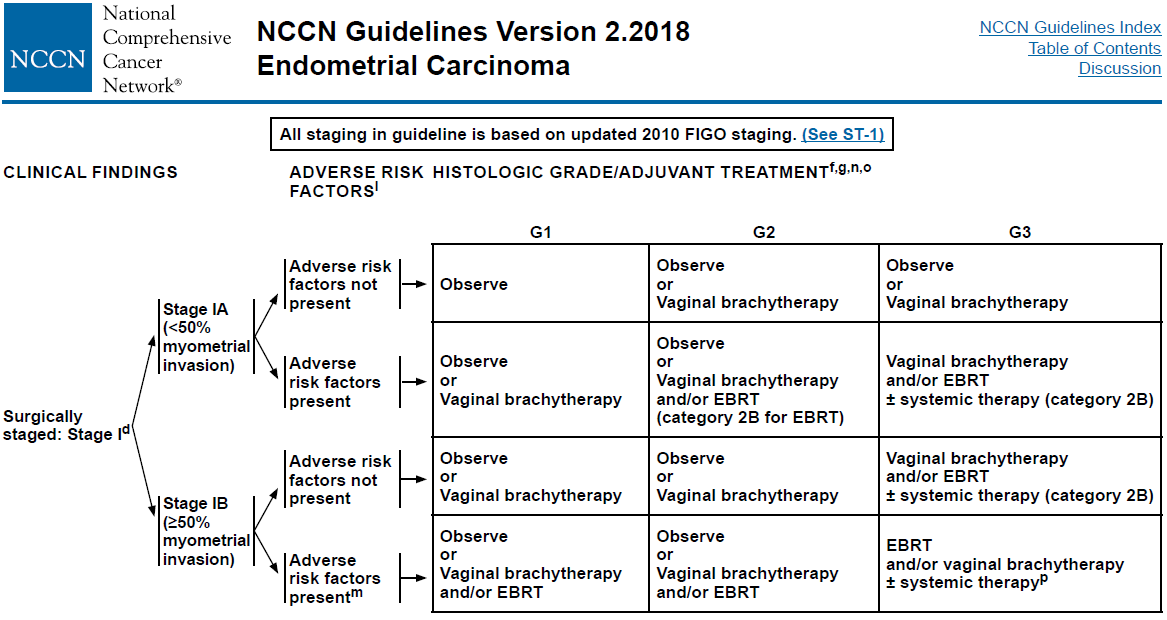 NCCN
National
Comprehensive
Cancer
Network®
NCCN Guidelines Version 2.2018
Endometrial Carcinoma
NCCN Guidelines Index
Table of Contents
Discussion
All staging in guideline is based on updated 2010 FIGO staging. (See ST-1)
CLINICAL FINDINGS
ADVERSE RISK
FACTORSl
HISTOLOGIC GRADE/ADJUVANT TREATMENTf,g,n,o
G1
G2
G3
Surgically
staged: Stage Id
Stage IA
(<50%
myometrial
invasion)
Adverse risk
factors not
present
Observe
Observe
or
Vaginal brachytherapy
Observe
or
Vaginal brachytherapy
Adverse
risk factors
present
Observe
or
Vaginal brachytherapy
Observe
or
Vaginal brachytherapy
and/or EBRT
(category 2B for EBRT)
Vaginal brachytherapy
and/or EBRT
± systemic therapy (category 2B)
Stage IB
(≥50%
myometrial
invasion)
Adverse risk
factors not
present
Observe
or
Vaginal brachytherapy
Observe
or
Vaginal brachytherapy
Vaginal brachytherapy
and/or EBRT
± systemic therapy (category 2B)
Adverse
risk factors
presentm
Observe
or
Vaginal brachytherapy
and/or EBRT
Observe
or
Vaginal brachytherapy
and/or EBRT
EBRT
and/or vaginal brachytherapy
± systemic therapyp